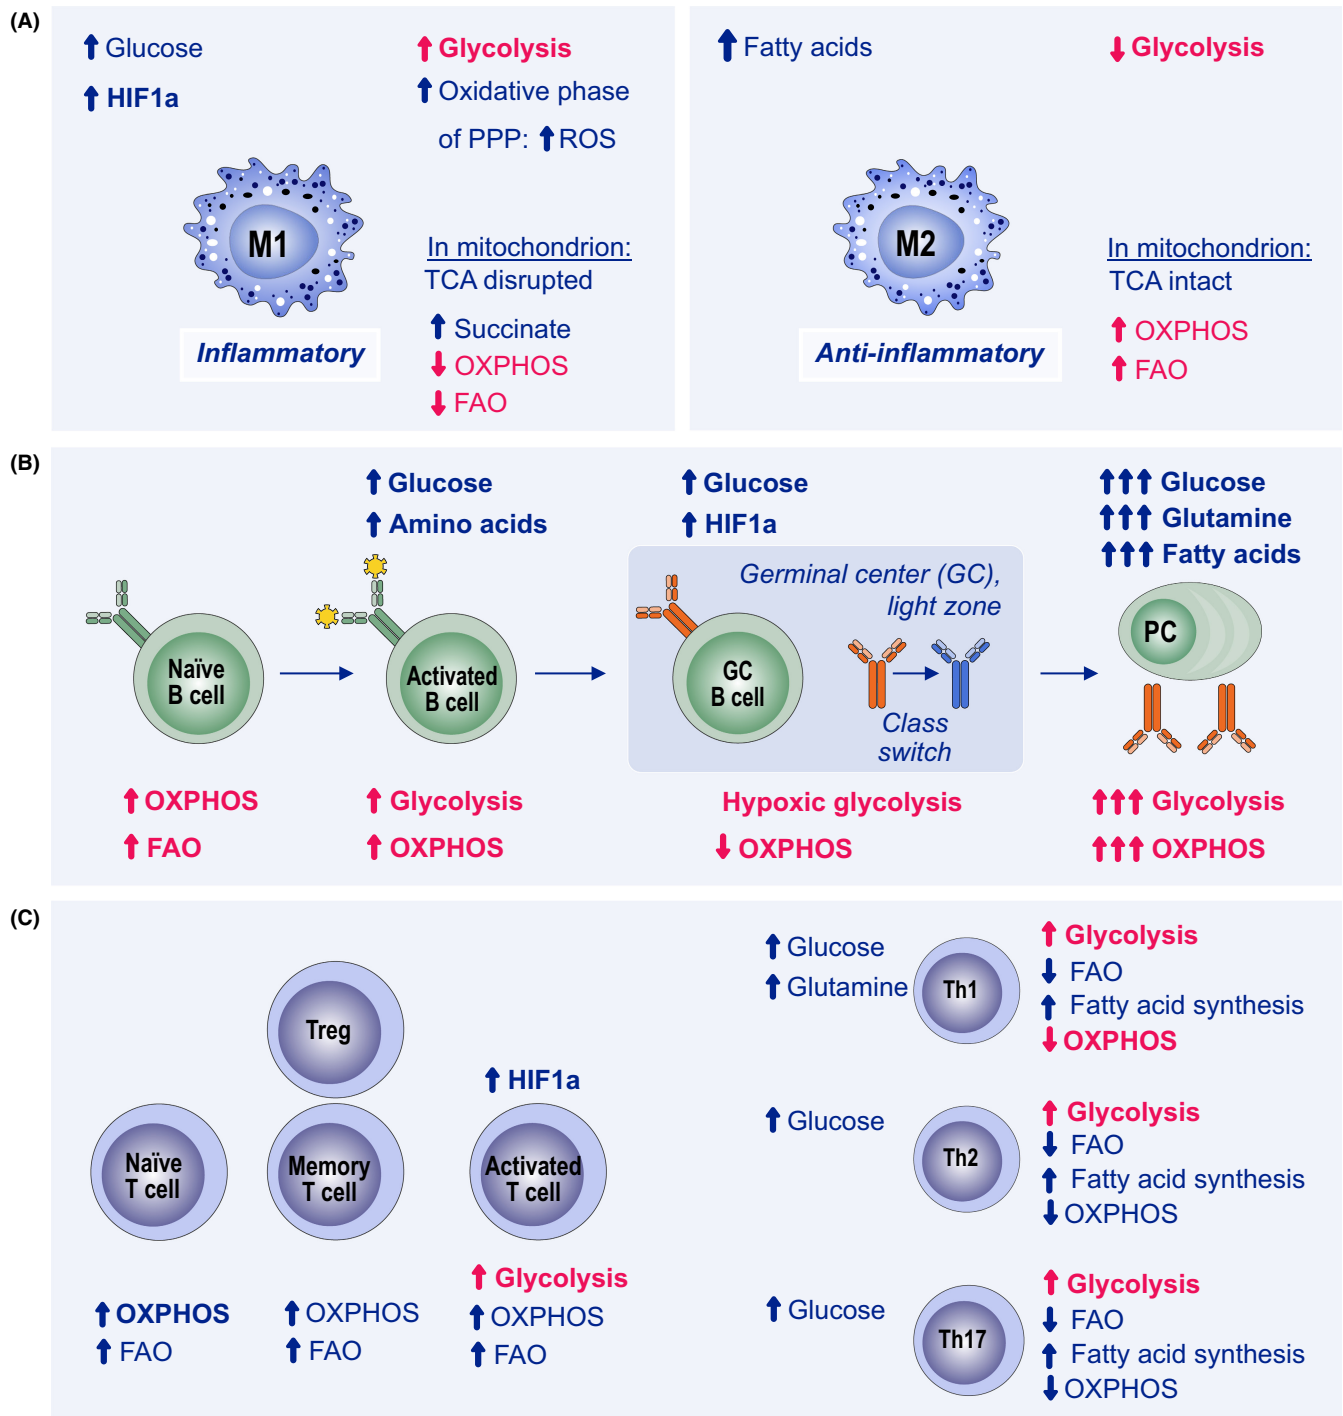 (A)
↑ Glucose
↑ HIF1a
↑ Glycolysis
↑ Oxidative phase
of PPP: ↑ ROS
M1
In mitochondrion:
TCA disrupted
↑ Succinate
↓ OXPHOS
↓ FAO
Inflammatory
↑ Fatty acids
↓ Glycolysis
M2
In mitochondrion:
TCA intact
↑ OXPHOS
↑ FAO
Anti-inflammatory
(B)
Naïve
B cell
↑ OXPHOS
↑ FAO
↑ Glucose
↑ Amino acids
Activated
B cell
↑ Glycolysis
↑ OXPHOS
↑ Glucose
↑ HIF1a
Germinal center (GC),
light zone
GC
B cell
Class
switch
Hypoxic glycolysis
↓ OXPHOS
↑↑↑ Glucose
↑↑↑ Glutamine
↑↑↑ Fatty acids
PC
↑↑↑ Glycolysis
↑↑↑ OXPHOS
(C)
Treg
Naïve
T cell
↑ OXPHOS
↑ FAO
Memory
T cell
↑ OXPHOS
↑ FAO
↑ HIF1a
Activated
T cell
↑ Glycolysis
↑ OXPHOS
↑ FAO
↑ Glucose
↑ Glutamine
Th1
↑ Glycolysis
↓ FAO
↑ Fatty acid synthesis
↓ OXPHOS
↑ Glucose
Th2
↑ Glycolysis
↓ FAO
↑ Fatty acid synthesis
↓ OXPHOS
↑ Glucose
Th17
↑ Glycolysis
↓ FAO
↑ Fatty acid synthesis
↓ OXPHOS